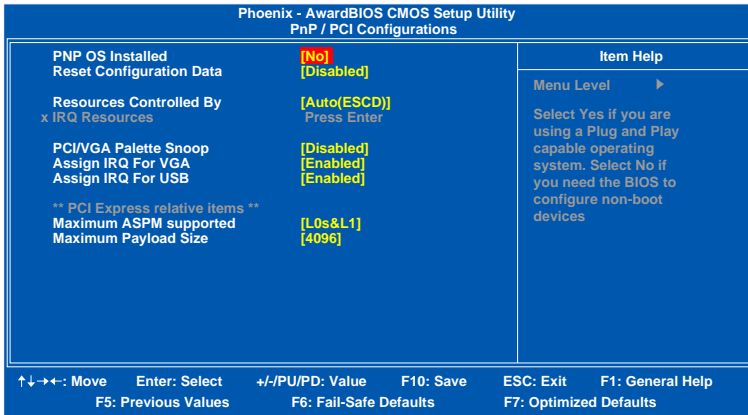 Phoenix - AwardBIOS CMOS Setup Utility
PnP / PCI Configurations
PNP OS Installed [No]
Reset Configuration Data [Disabled]
Resources Controlled By [Auto(ESCD)]
x IRQ Resources Press Enter
PCI/VGA Palette Snoop [Disabled]
Assign IRQ For VGA [Enabled]
Assign IRQ For USB [Enabled]
** PCI Express relative items **
Maximum ASPM supported [L0s&L1]
Maximum Payload Size [4096]
Item Help
Menu Level ▶
Select Yes if you are
using a Plug and Play
capable operating
system. Select No if
you need the BIOS to
configure non-boot
devices
↑↓→←: Move Enter: Select +/-/PU/PD: Value F10: Save ESC: Exit F1: General Help
F5: Previous Values F6: Fail-Safe Defaults F7: Optimized Defaults